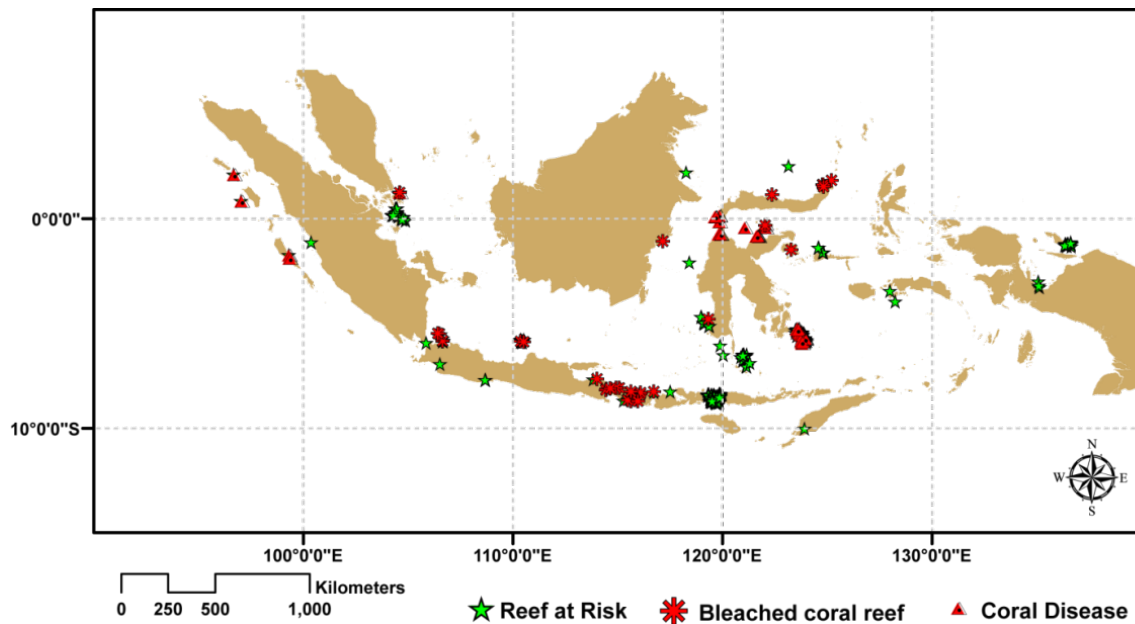 0°0'0"
10°0'0"S
N
W E
S
100°0'0"E 110°0'0"E 120°0'0"E 130°0'0"E
Kilometers
0 250 500 1,000
Reef at Risk Bleached coral reef Coral Disease